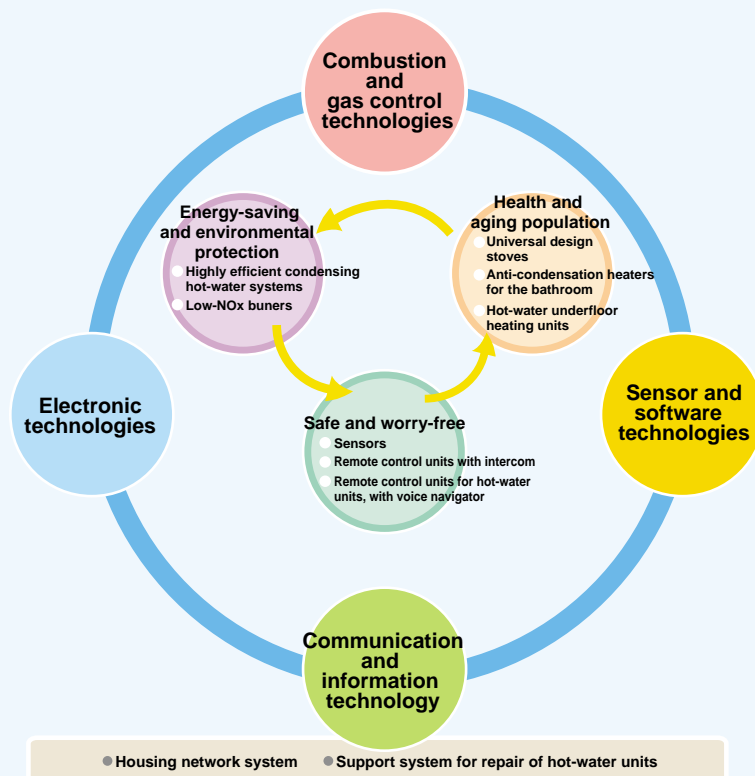 Combustion
and
gas control
technologies
Energy-saving
and environmental
protection
Highly efficient condensing
hot-water systems
Low-NOx buners
Health and
aging population
Universal design
stoves
Anti-condensation heaters
for the bathroom
Hot-water underfloor
heating units
Electronic
technologies
Safe and worry-free
Sensors
Remote control units with intercom
Remote control units for hot-water
units, with voice navigator
Sensor and
software
technologies
Communication
and
information
technology
Housing network system
Support system for repair of hot-water units